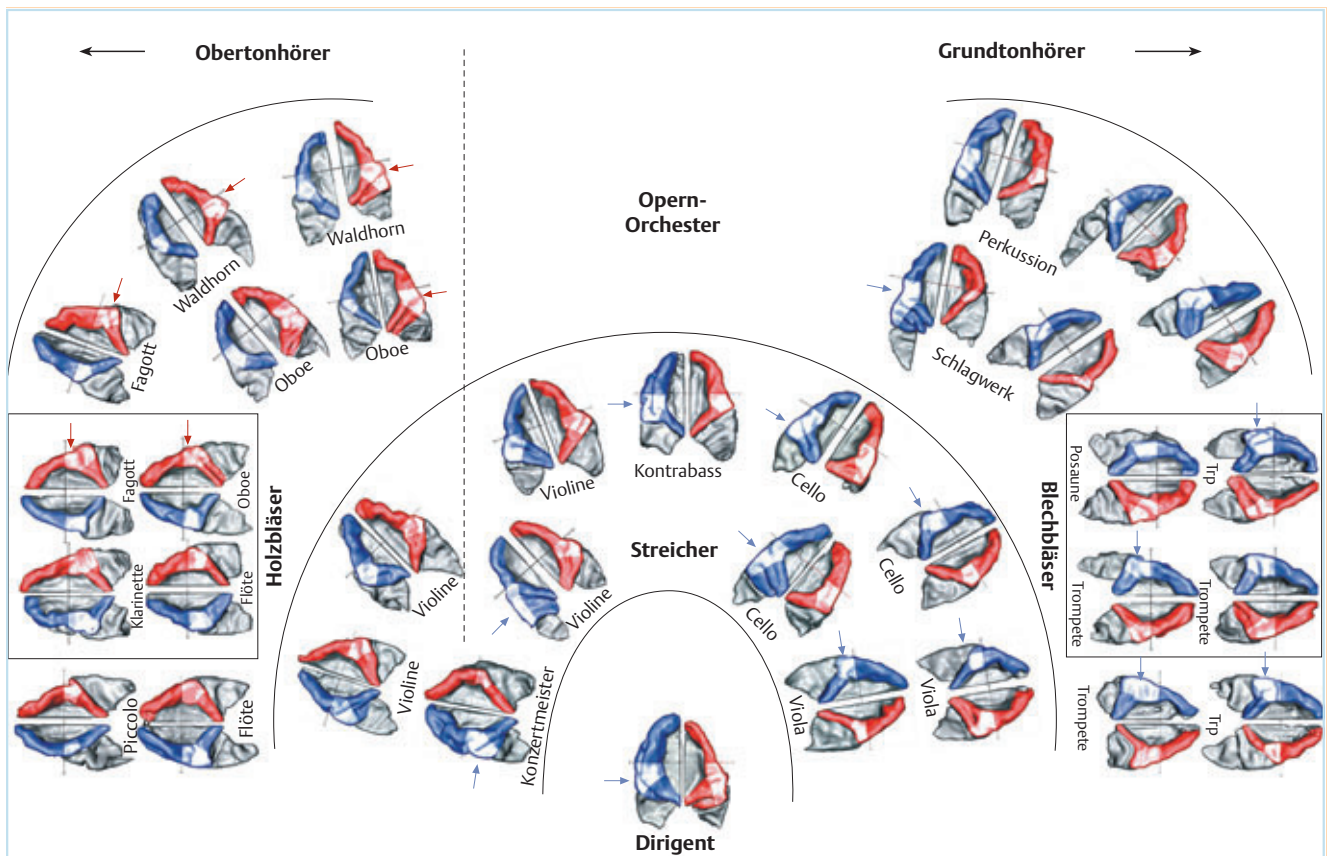 Obertonhörer
Grundtonhörer
Opern-
Orchester
Waldhorn
Waldhorn
Fagott
Oboe
Oboe
Perkussion
Schlagwerk
Violine
Kontrabass
Cello
Violine
Violine
Streicher
Cello
Cello
Violine
Konzertmeister
Viola
Viola
Holzbläser
Fagott
Oboe
Klarinette
Flöte
Piccolo
Flöte
Blechbläser
Posaune
Trp
Trompete
Trompete
Trompete
Trp
Dirigent